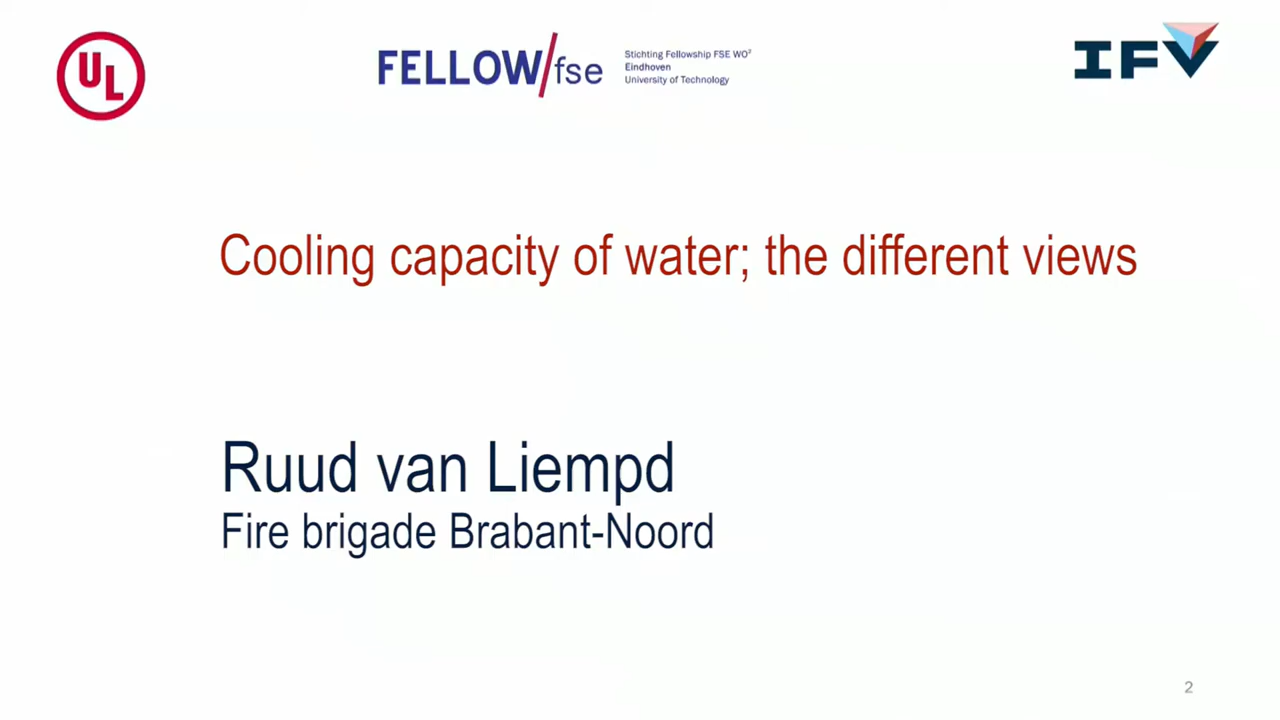 UL
FELLOW/fse
Stichting Fellowship FSE WO²
Eindhoven
University of Technology
IFV
Cooling capacity of water; the different views
Ruud van Liempd
Fire brigade Brabant-Noord
2